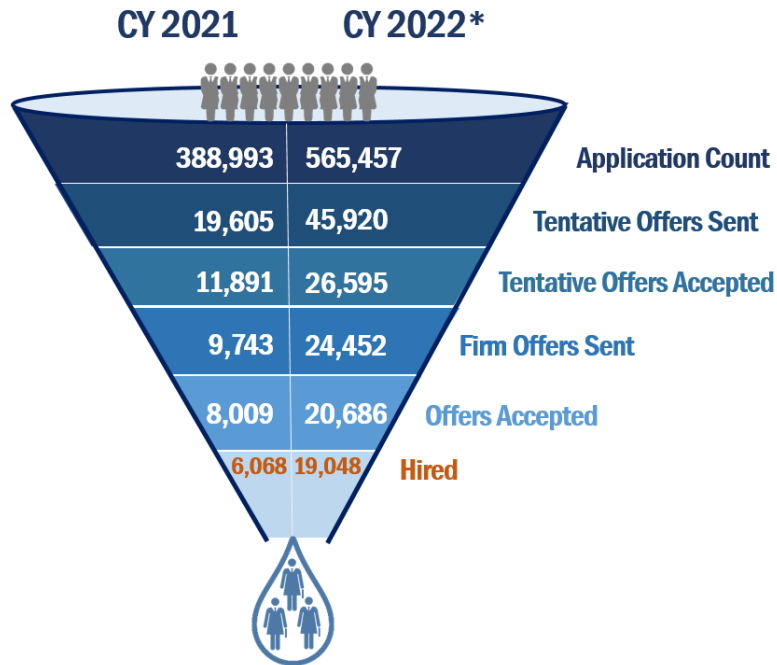 CY 2021 CY 2022*
388,993 565,457 Application Count
19,605 45,920 Tentative Offers Sent
11,891 26,595 Tentative Offers Accepted
9,743 24,452 Firm Offers Sent
8,009 20,686 Offers Accepted
6,068 19,048 Hired